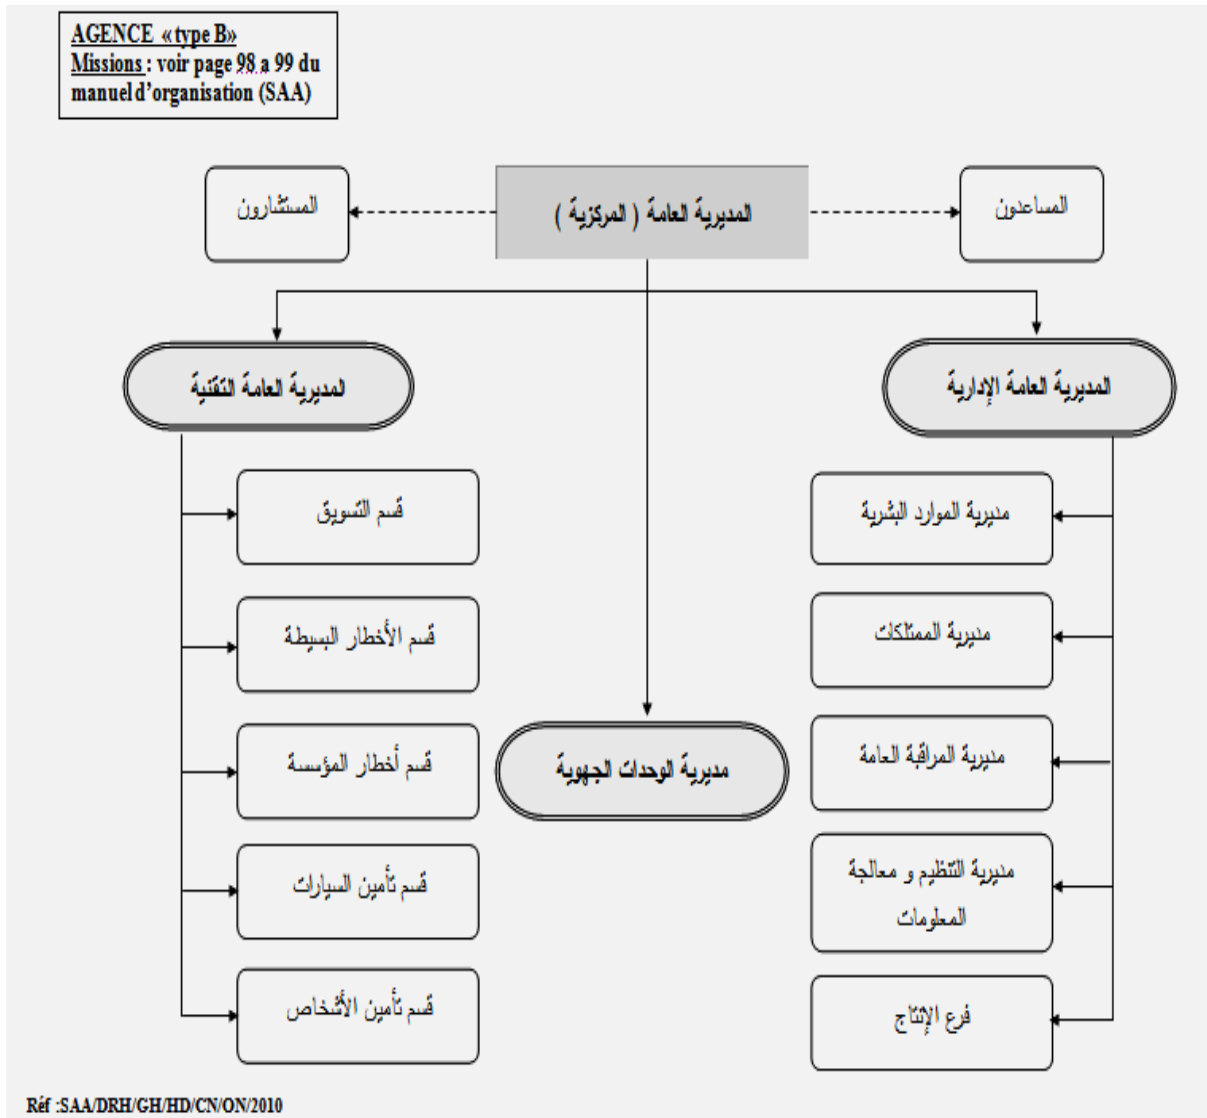 AGENCE «type B»
Missions : voir page 98 a 99 du
manuel d’organisation (SAA)
المساعدون
المديرية العامة ( المركزية )
المستشارون
المديرية العامة الإدارية
المديرية العامة التقنية
مديرية الموارد البشرية
مديرية الممتلكات
مديرية المراقبة العامة
مديرية التنظيم و معالجة
المعلومات
فرع الإنتاج
مديرية الوحدات الجهوية
قسم التسويق
قسم الأخطار البسيطة
قسم أخطار المؤسسة
قسم تأمين السيارات
قسم تأمين الأشخاص
Réf :SAA/DRH/GH/HD/CN/ON/2010